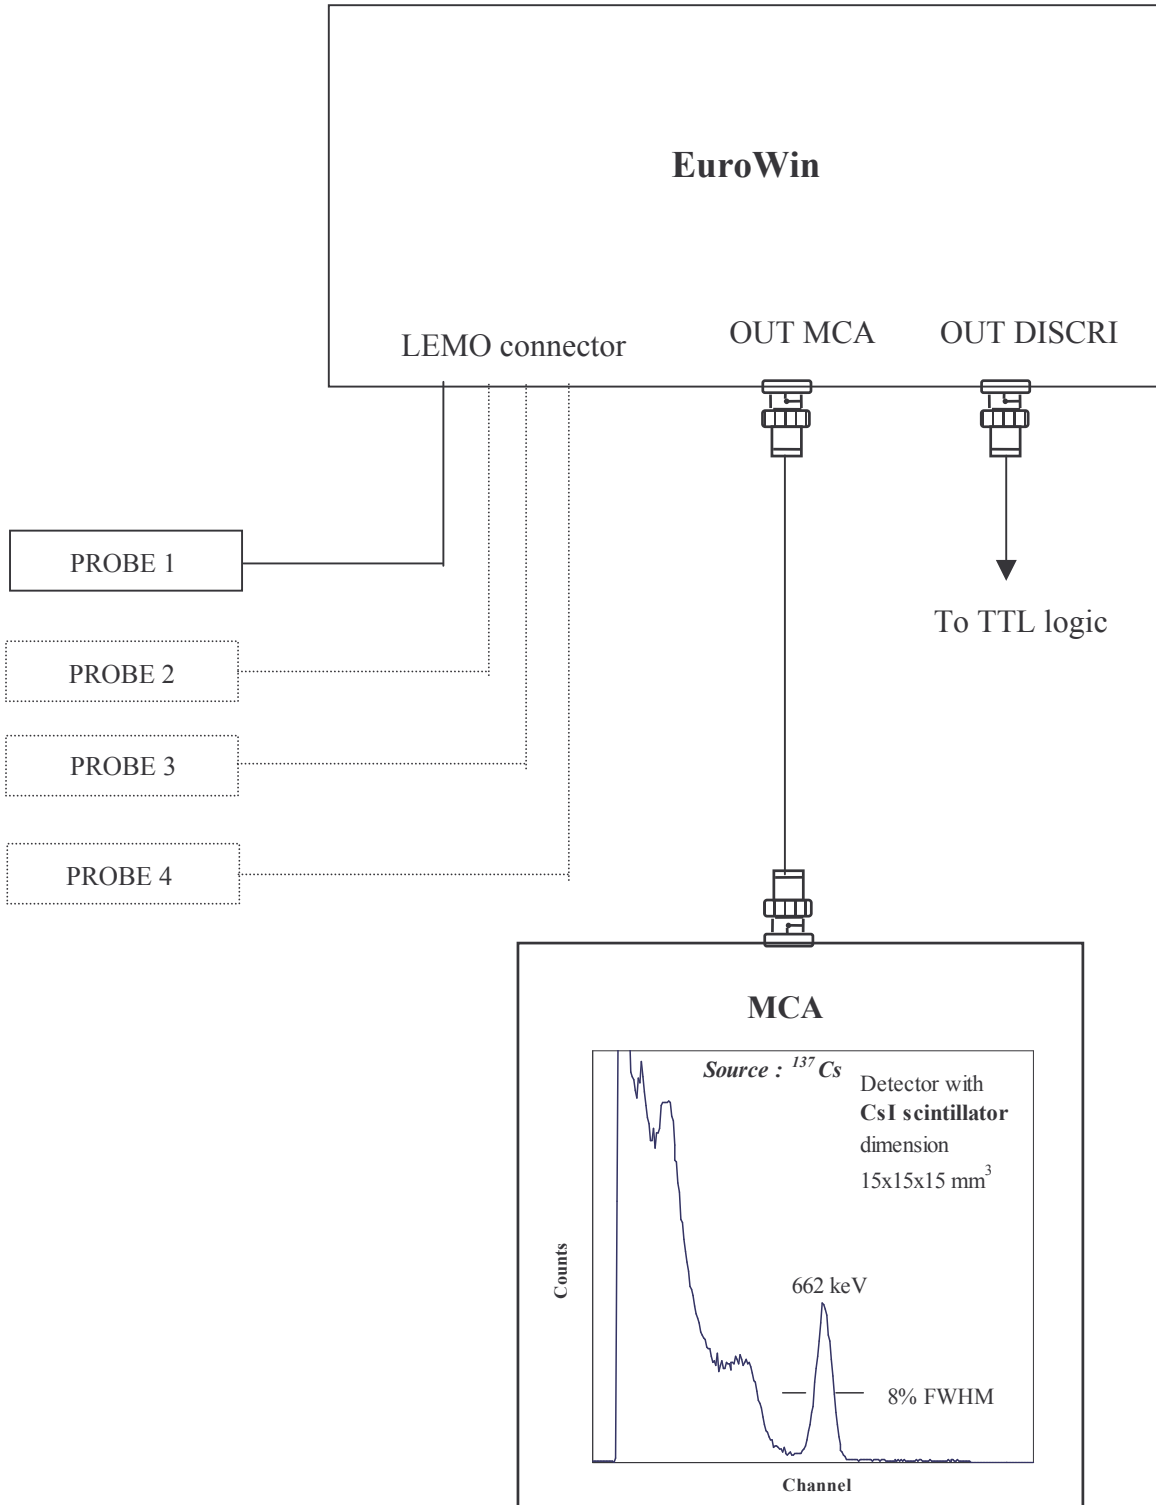 EuroWin
LEMO connector
OUT MCA
OUT DISCRI
PROBE 1
To TTL logic
PROBE 2
PROBE 3
PROBE 4
MCA
Source : ¹³⁷Cs
Detector with
CsI scintillator
dimension
15x15x15 mm³
Counts
662 keV
8% FWHM
Channel